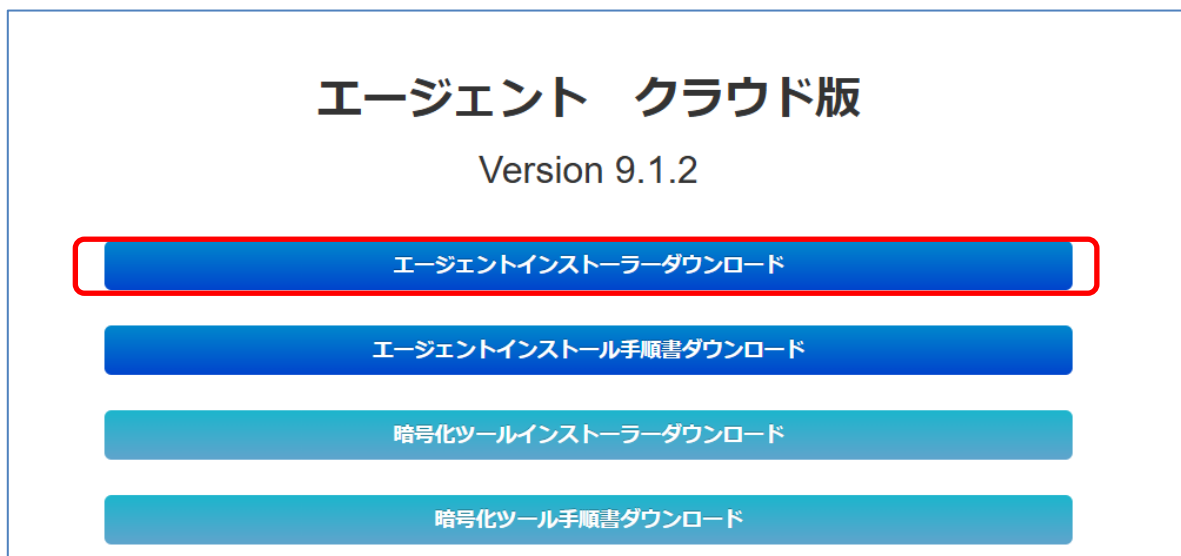 エージェント　クラウド版
Version 9.1.2
エージェントインストーラーダウンロード
エージェントインストール手順書ダウンロード
暗号化ツールインストーラーダウンロード
暗号化ツール手順書ダウンロード